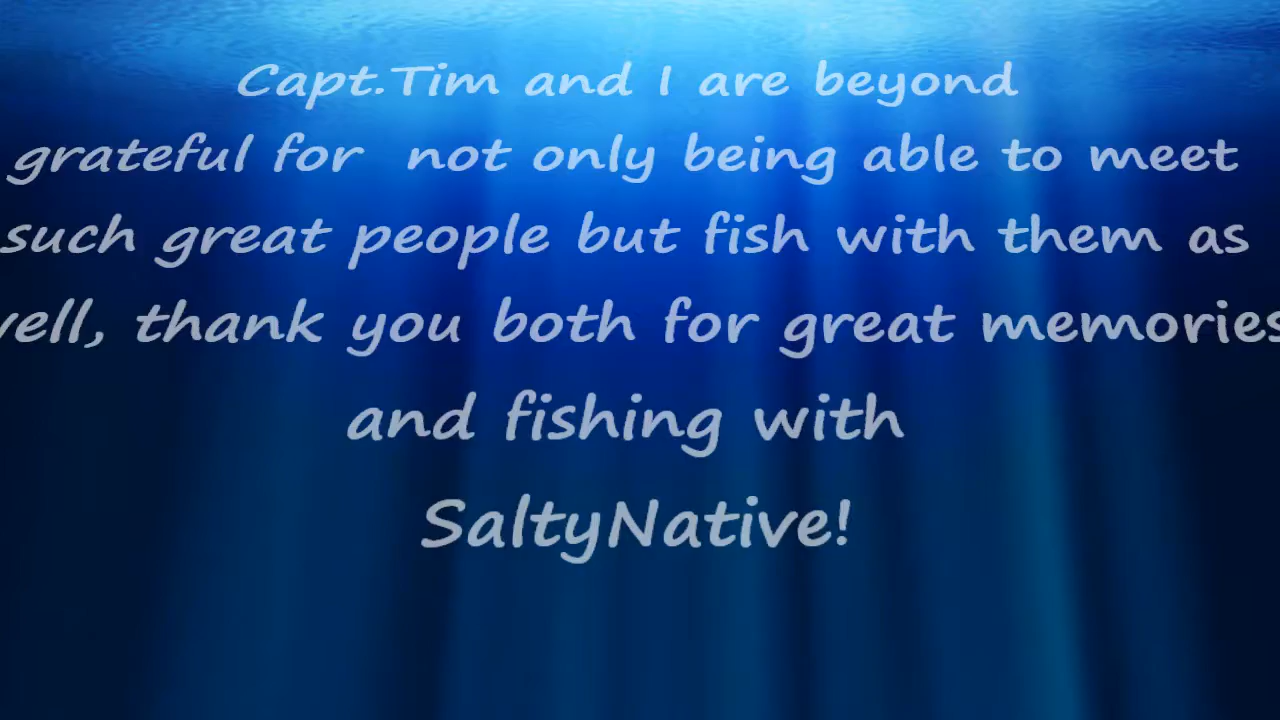 Capt.Tim and I are beyond
grateful for not only being able to meet
such great people but fish with them as
well, thank you both for great memories
and fishing with
SaltyNative!